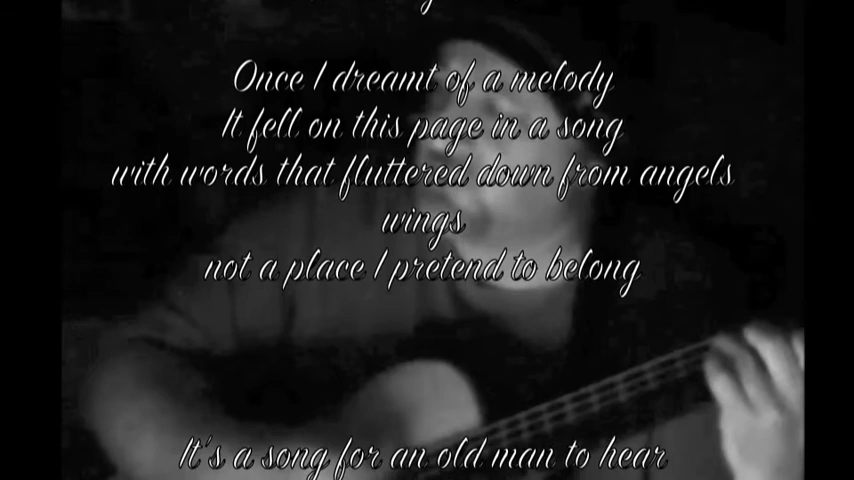 Once I dreamt of a melody
It fell on this page in a song
with words that fluttered down from angels
wings
not a place I pretend to belong
It's a song for an old man to hear